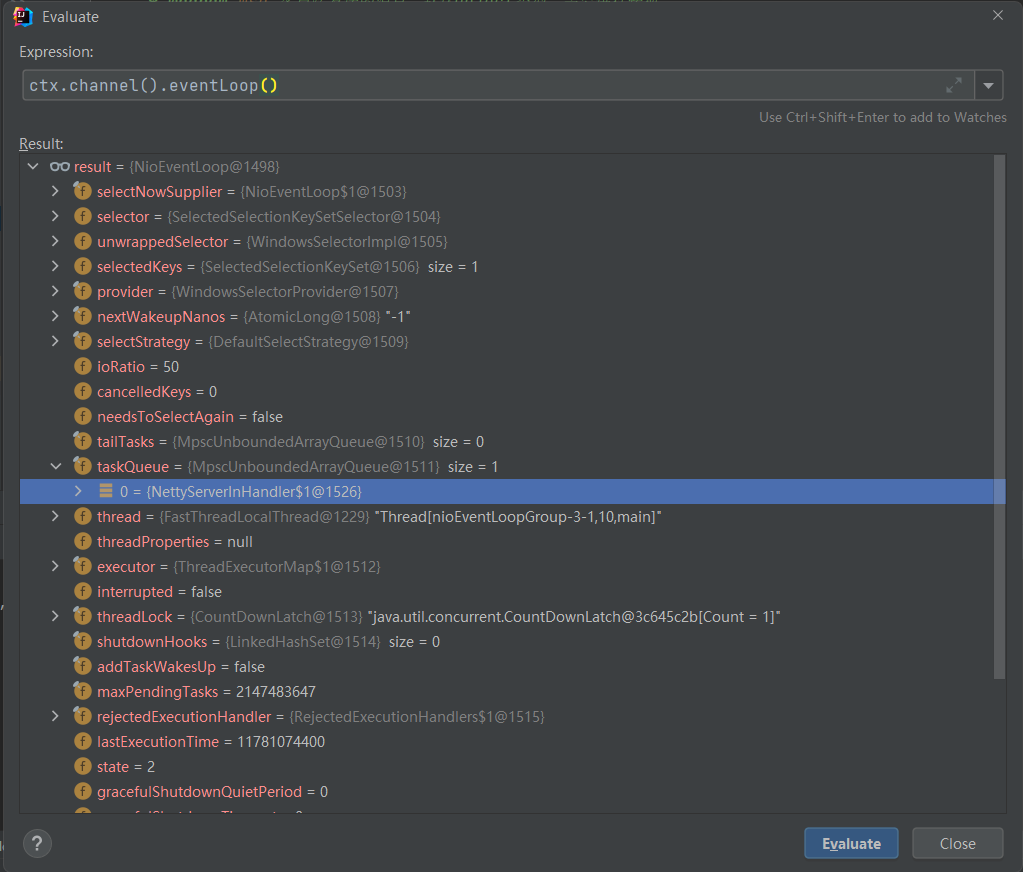 Evaluate
Expression:
ctx.channel().eventLoop()
Use Ctrl+Shift+Enter to add to Watches
Result:
result = {NioEventLoop@1498}
selectNowSupplier = {NioEventLoop$1@1503}
selector = {SelectedSelectionKeySetSelector@1504}
unwrappedSelector = {WindowsSelectorImpl@1505}
selectedKeys = {SelectedSelectionKeySet@1506} size = 1
provider = {WindowsSelectorProvider@1507}
nextWakeupNanos = {AtomicLong@1508} "-1"
selectStrategy = {DefaultSelectStrategy@1509}
ioRatio = 50
cancelledKeys = 0
needsToSelectAgain = false
tailTasks = {MpscUnboundedArrayQueue@1510} size = 0
taskQueue = {MpscUnboundedArrayQueue@1511} size = 1
0 = {NettyServerInHandler$1@1526}
thread = {FastThreadLocalThread@1229} "Thread[nioEventLoopGroup-3-1,10,main]"
threadProperties = null
executor = {ThreadExecutorMap$1@1512}
interrupted = false
threadLock = {CountDownLatch@1513} "java.util.concurrent.CountDownLatch@3c645c2b[Count = 1]"
shutdownHooks = {LinkedHashSet@1514} size = 0
addTaskWakesUp = false
maxPendingTasks = 2147483647
rejectedExecutionHandler = {RejectedExecutionHandlers$1@1515}
lastExecutionTime = 11781074400
state = 2
gracefulShutdownQuietPeriod = 0
? Evaluate Close